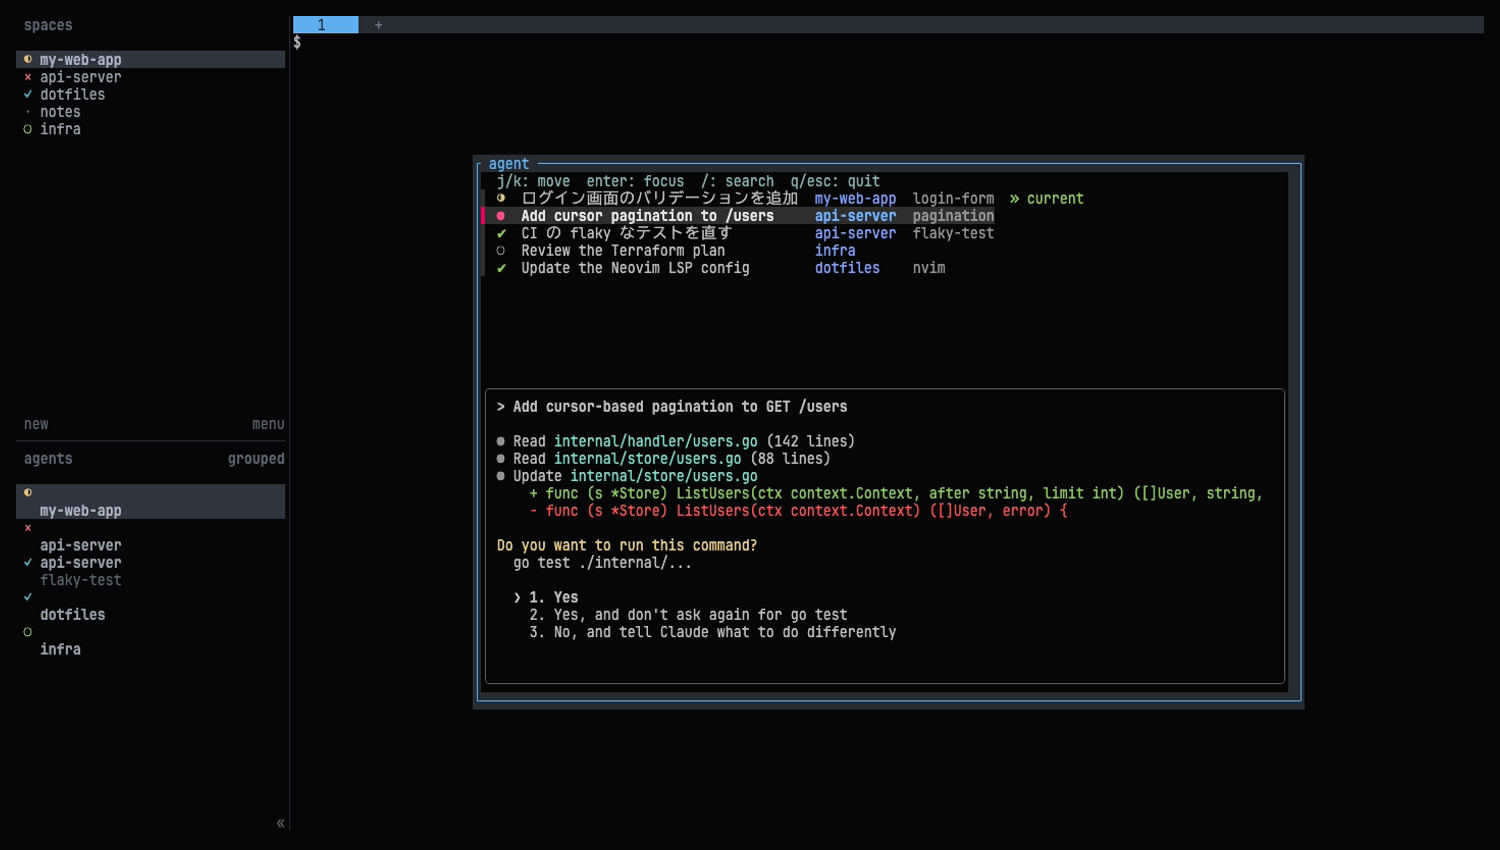 spaces
my-web-app
× api-server
✓ dotfiles
· notes
○ infra
new menu
agents grouped
my-web-app
×
api-server
✓ api-server
flaky-test
✓
dotfiles
○
infra
«
1 +
$
agent
j/k: move enter: focus /: search q/esc: quit
◐ ログイン画面のバリデーションを追加 my-web-app login-form » current
● Add cursor pagination to /users api-server pagination
✔ CI の flaky なテストを直す api-server flaky-test
○ Review the Terraform plan infra
✔ Update the Neovim LSP config dotfiles nvim
> Add cursor-based pagination to GET /users
● Read internal/handler/users.go (142 lines)
● Read internal/store/users.go (88 lines)
● Update internal/store/users.go
+ func (s *Store) ListUsers(ctx context.Context, after string, limit int) ([]User, string,
- func (s *Store) ListUsers(ctx context.Context) ([]User, error) {
Do you want to run this command?
go test ./internal/...
❯ 1. Yes
2. Yes, and don't ask again for go test
3. No, and tell Claude what to do differently